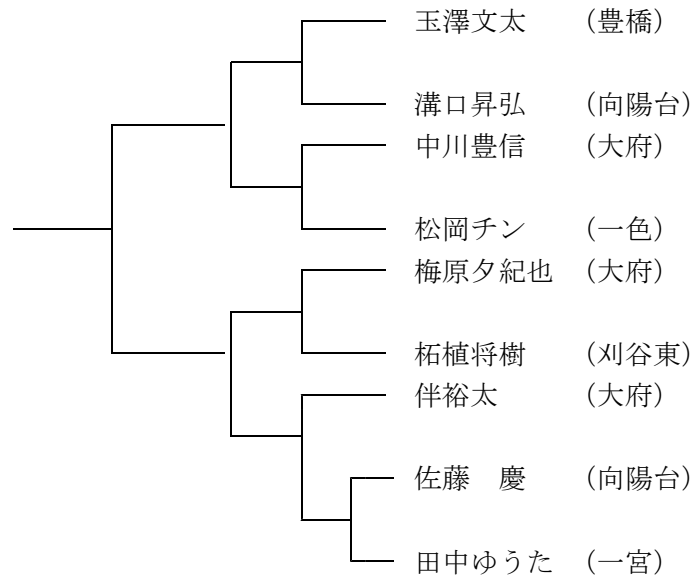 玉澤文太 （豊橋）
溝口昇弘 （向陽台）
中川豊信 （大府）
松岡チン （一色）
梅原夕紀也 （大府）
柘植将樹 （刈谷東）
伴裕太 （大府）
佐藤　慶 （向陽台）
田中ゆうた （一宮）